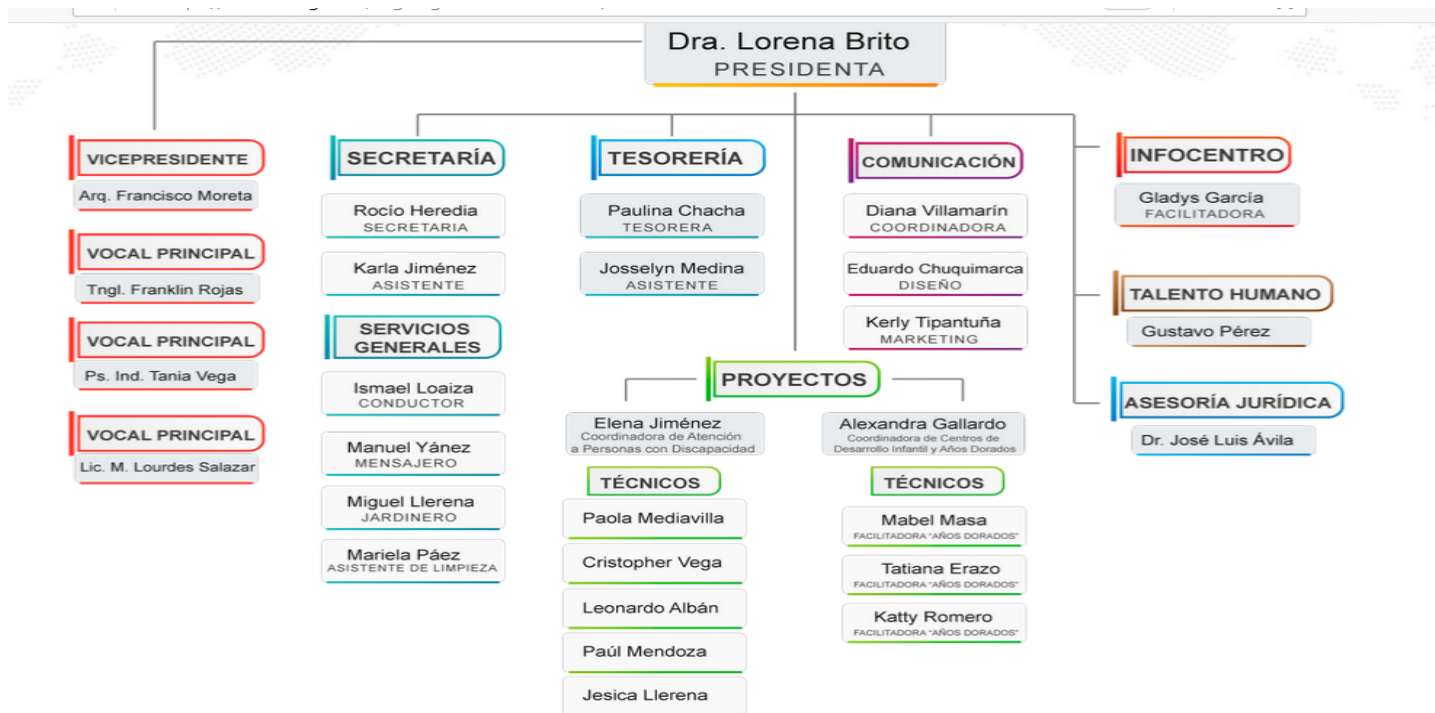 Dra. Lorena Brito
PRESIDENTA
VICEPRESIDENTE
Arq. Francisco Moreta
VOCAL PRINCIPAL
Tngl. Franklin Rojas
VOCAL PRINCIPAL
Ps. Ind. Tania Vega
VOCAL PRINCIPAL
Lic. M. Lourdes Salazar
SECRETARÍA
Rocío Heredia
SECRETARIA
Karla Jiménez
ASISTENTE
SERVICIOS
GENERALES
Ismael Loaiza
CONDUCTOR
Manuel Yánez
MENSAJERO
Miguel Llerena
JARDINERO
Mariela Páez
ASISTENTE DE LIMPIEZA
TESORERÍA
Paulina Chacha
TESORERA
Josselyn Medina
ASISTENTE
COMUNICACIÓN
Diana Villamarín
COORDINADORA
Eduardo Chuquimarca
DISEÑO
Kerly Tipantuña
MARKETING
PROYECTOS
Elena Jiménez
Coordinadora de Atención
a Personas con Discapacidad
TÉCNICOS
Paola Mediavilla
Cristopher Vega
Leonardo Albán
Paúl Mendoza
Jesica Llerena
Alexandra Gallardo
Coordinadora de Centros de
Desarrollo Infantil y Años Dorados
TÉCNICOS
Mabel Masa
FACILITADORA "AÑOS DORADOS"
Tatiana Erazo
FACILITADORA "AÑOS DORADOS"
Katty Romero
FACILITADORA "AÑOS DORADOS"
INFOCENTRO
Gladys García
FACILITADORA
TALENTO HUMANO
Gustavo Pérez
ASESORÍA JURÍDICA
Dr. José Luis Ávila